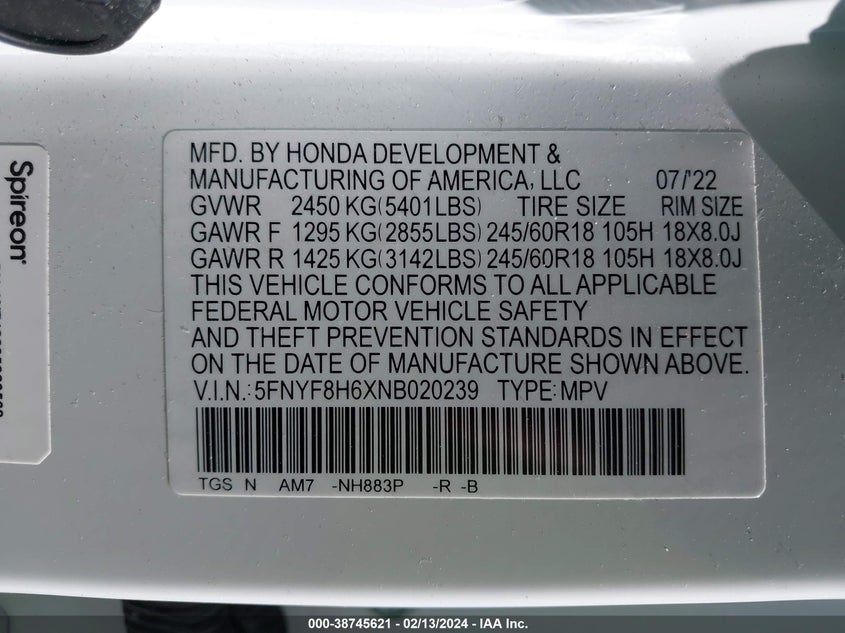 MFD. BY HONDA DEVELOPMENT &
MANUFACTURING OF AMERICA, LLC 07/'22
GVWR 2450 KG(5401LBS) TIRE SIZE RIM SIZE
GAWR F 1295 KG(2855LBS) 245/60R18 105H 18X8.0J
GAWR R 1425 KG(3142LBS) 245/60R18 105H 18X8.0J
THIS VEHICLE CONFORMS TO ALL APPLICABLE
FEDERAL MOTOR VEHICLE SAFETY
AND THEFT PREVENTION STANDARDS IN EFFECT
ON THE DATE OF MANUFACTURE SHOWN ABOVE.
V.I.N.:5FNYF8H6XNB020239 TYPE:MPV
TGS N AM7 -NH883P -R -B
Spireon
000-38745621 - 02/13/2024 - IAA Inc.